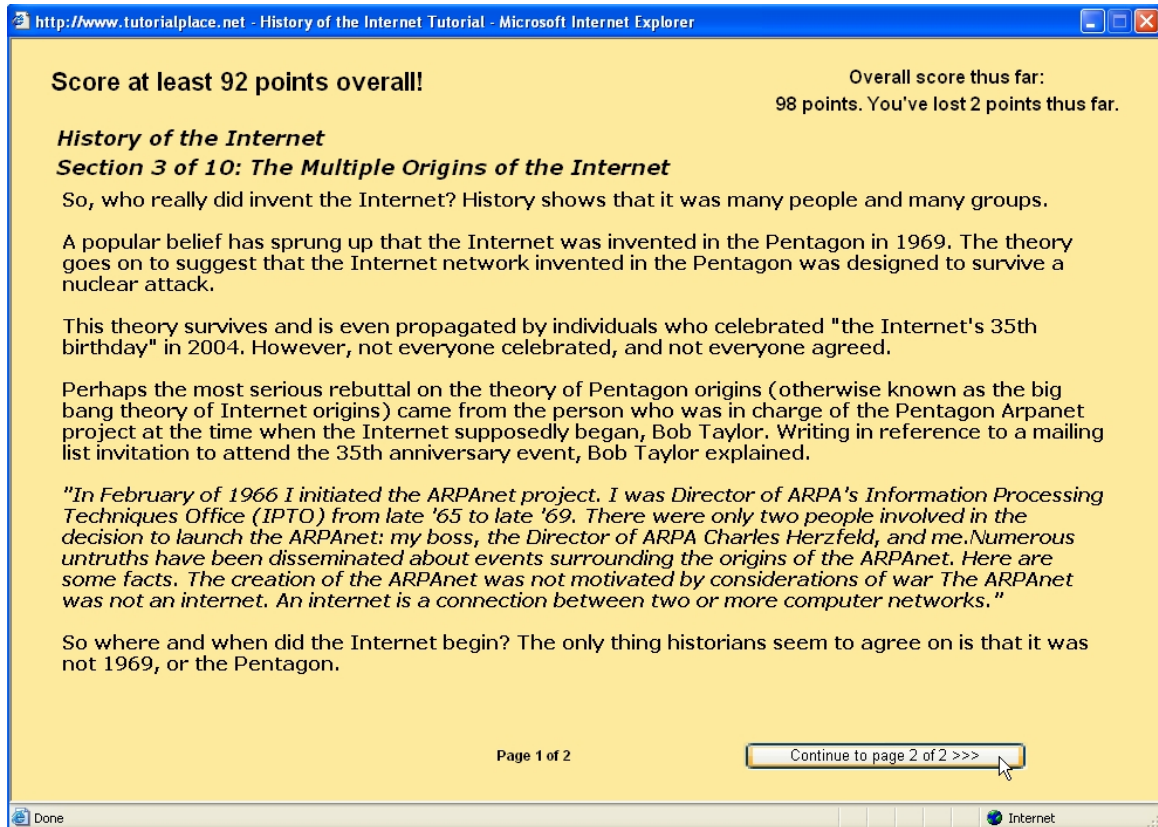 http://www.tutorialplace.net - History of the Internet Tutorial - Microsoft Internet Explorer
Score at least 92 points overall!
Overall score thus far:
98 points. You've lost 2 points thus far.
History of the Internet
Section 3 of 10: The Multiple Origins of the Internet
So, who really did invent the Internet? History shows that it was many people and many groups.
A popular belief has sprung up that the Internet was invented in the Pentagon in 1969. The theory
goes on to suggest that the Internet network invented in the Pentagon was designed to survive a
nuclear attack.
This theory survives and is even propagated by individuals who celebrated "the Internet's 35th
birthday" in 2004. However, not everyone celebrated, and not everyone agreed.
Perhaps the most serious rebuttal on the theory of Pentagon origins (otherwise known as the big
bang theory of Internet origins) came from the person who was in charge of the Pentagon Arpanet
project at the time when the Internet supposedly began, Bob Taylor. Writing in reference to a mailing
list invitation to attend the 35th anniversary event, Bob Taylor explained.
"In February of 1966 I initiated the ARPAnet project. I was Director of ARPA's Information Processing
Techniques Office (IPTO) from late '65 to late '69. There were only two people involved in the
decision to launch the ARPAnet: my boss, the Director of ARPA Charles Herzfeld, and me.Numerous
untruths have been disseminated about events surrounding the origins of the ARPAnet. Here are
some facts. The creation of the ARPAnet was not motivated by considerations of war The ARPAnet
was not an internet. An internet is a connection between two or more computer networks."
So where and when did the Internet begin? The only thing historians seem to agree on is that it was
not 1969, or the Pentagon.
Page 1 of 2
Continue to page 2 of 2 >>>
Done
Internet